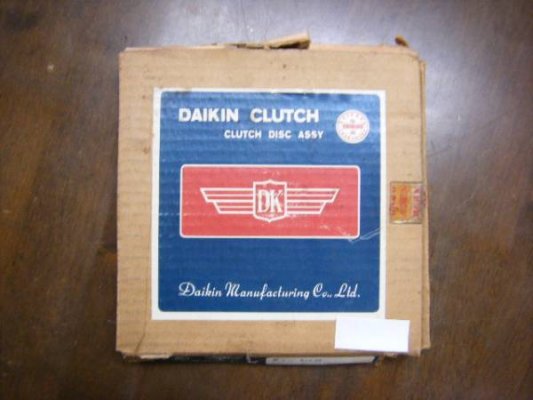 DAIKIN CLUTCH
CLUTCH DISC ASSY
DK
Daikin Manufacturing Co., Ltd.